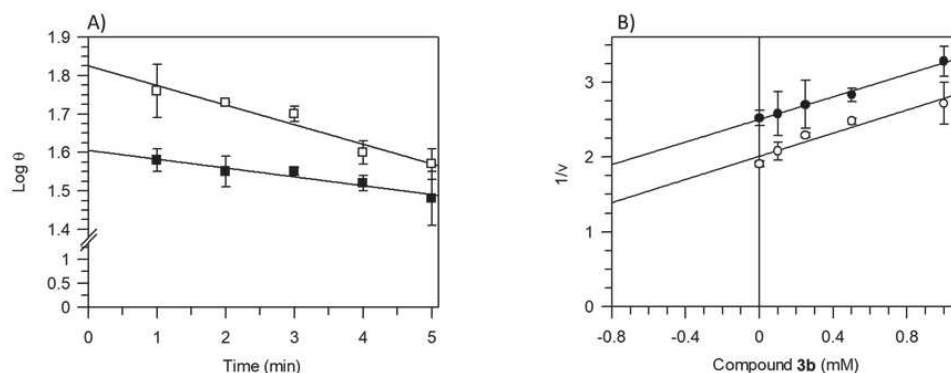 A)
1.9
1.8
1.7
1.6
1.5
1.4
1
0.5
0
Log θ
0 1 2 3 4 5
Time (min)
B)
3
2
1
0
1/v
-0.8 -0.4 0 0.4 0.8
Compound 3b (mM)